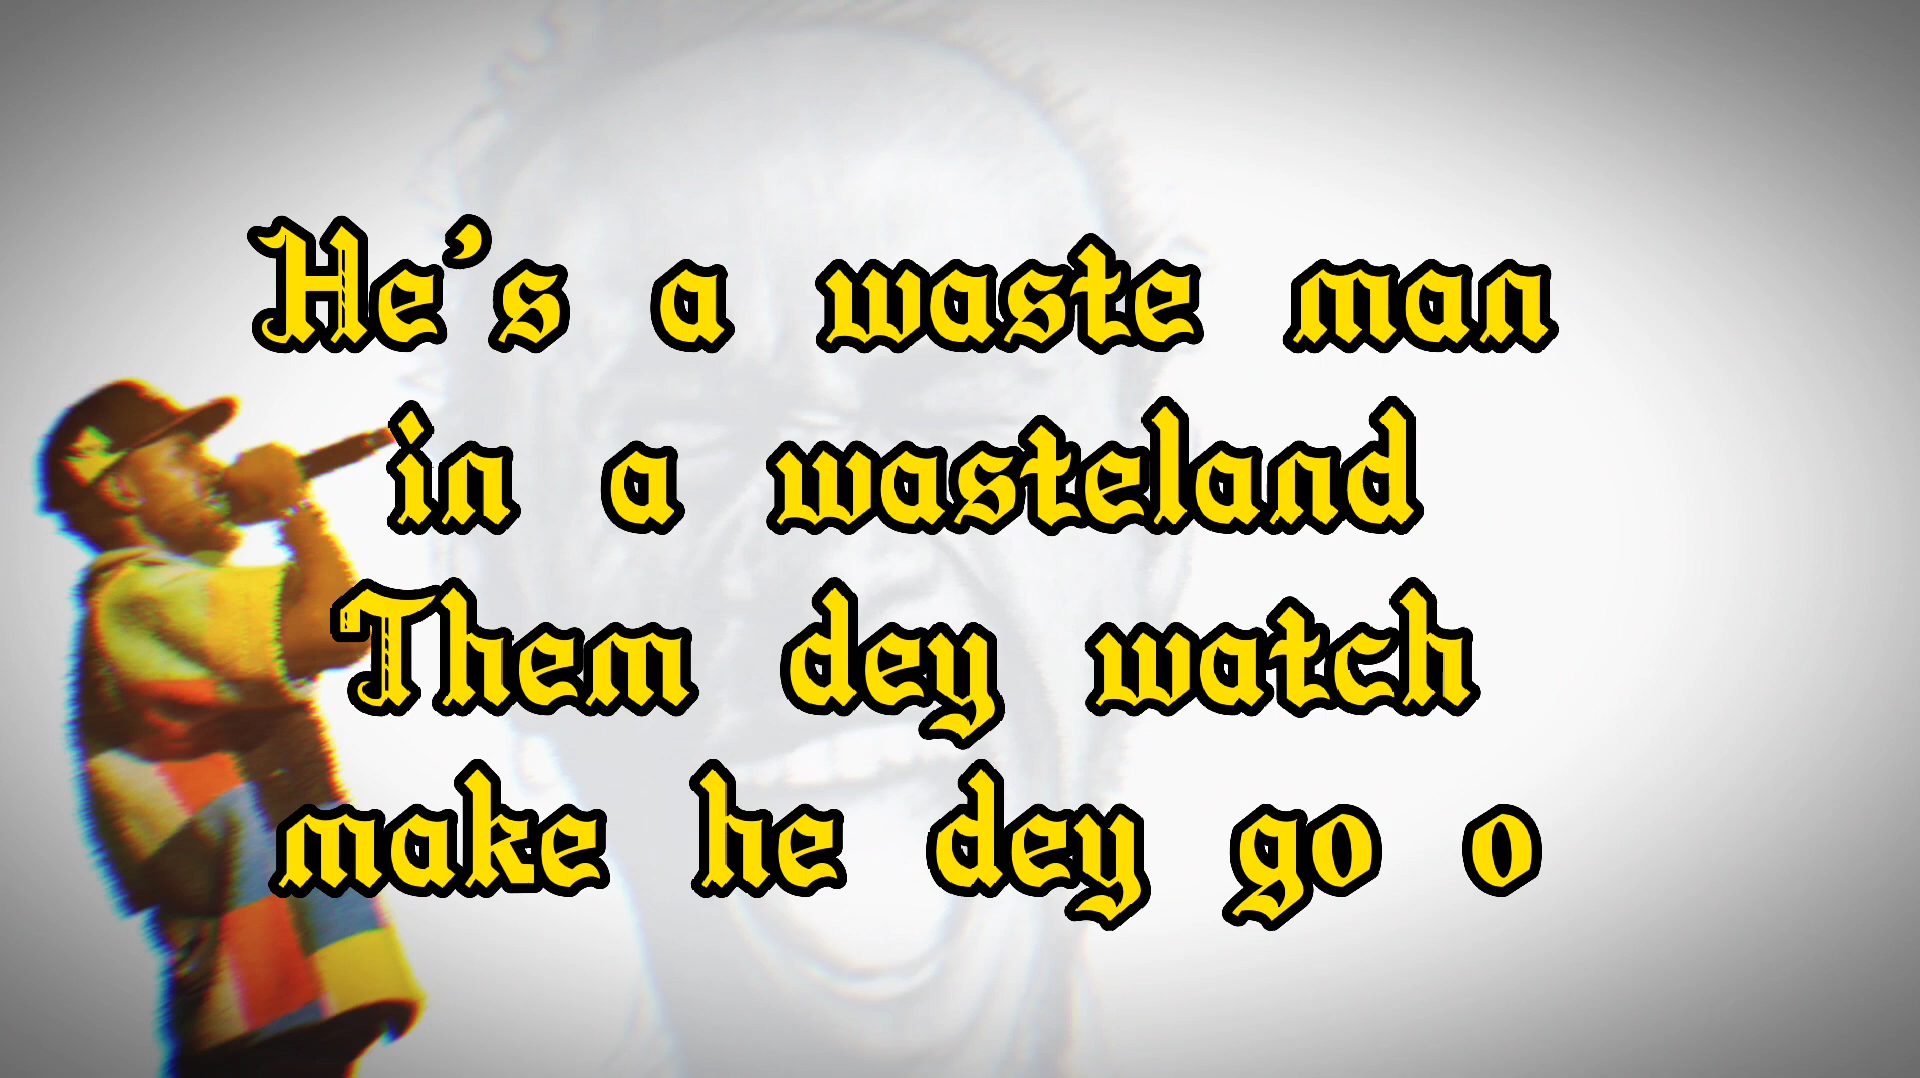 He's a waste man
in a wasteland
Them dey watch
make he dey go o